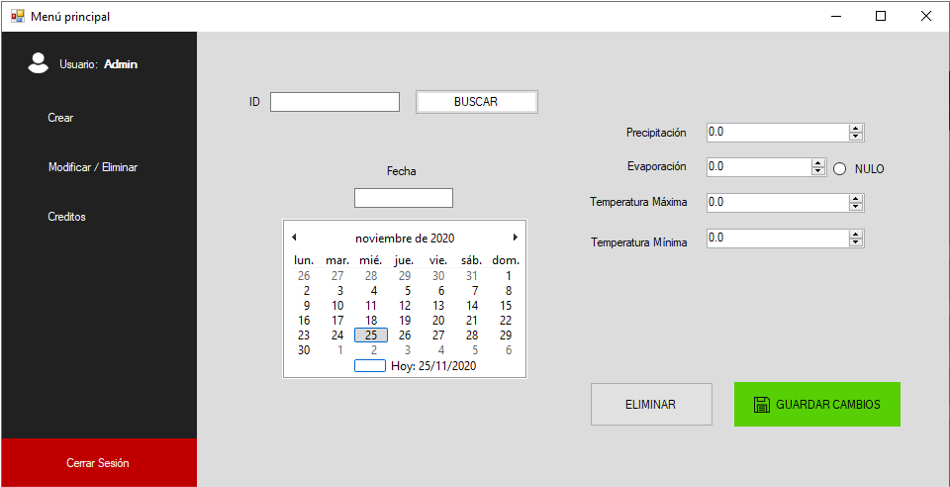 Menú principal
Usuario: Admin
Crear
Modificar / Eliminar
Creditos
Cerrar Sesión
ID
BUSCAR
Fecha
noviembre de 2020
lun. mar. mié. jue. vie. sáb. dom.
26 27 28 29 30 31 1
2 3 4 5 6 7 8
9 10 11 12 13 14 15
16 17 18 19 20 21 22
23 24 25 26 27 28 29
30 1 2 3 4 5 6
Hoy: 25/11/2020
Precipitación 0.0
Evaporación 0.0 NULO
Temperatura Máxima 0.0
Temperatura Mínima 0.0
ELIMINAR
GUARDAR CAMBIOS